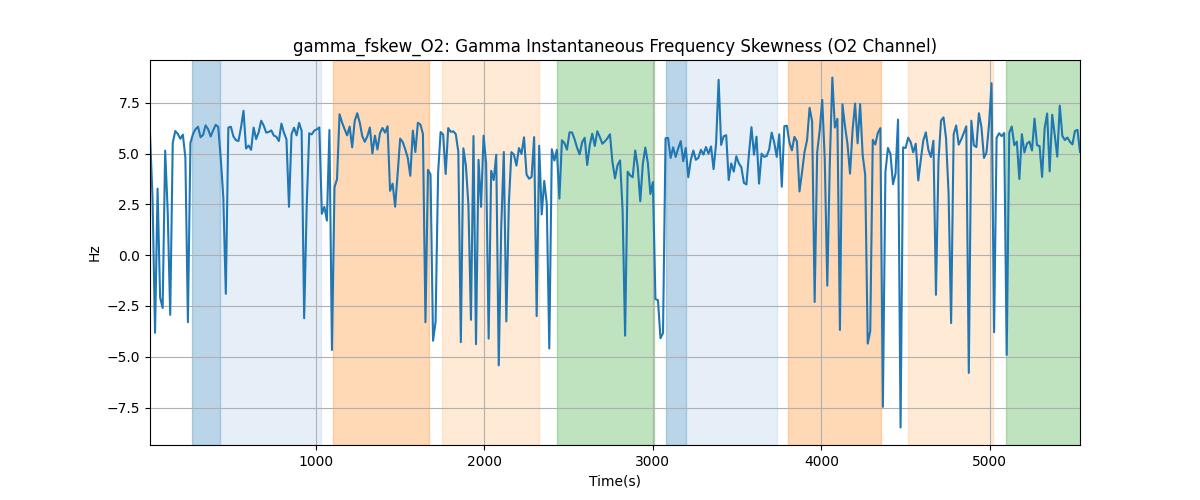 gamma_fskew_O2: Gamma Instantaneous Frequency Skewness (O2 Channel)
Hz
7.5
5.0
2.5
0.0
−2.5
−5.0
−7.5
1000 2000 3000 4000 5000
Time(s)